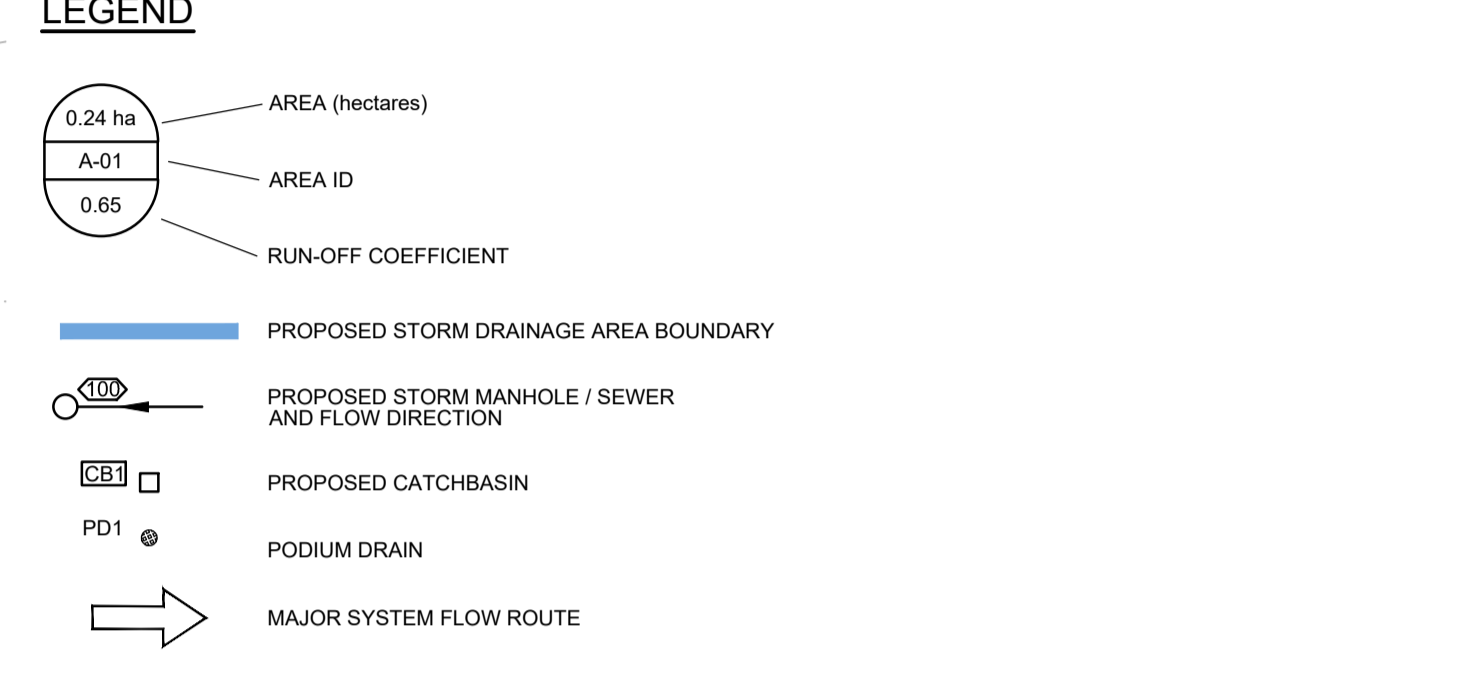 LEGEND
0.24 ha
AREA (hectares)
A-01
AREA ID
0.65
RUN-OFF COEFFICIENT
PROPOSED STORM DRAINAGE AREA BOUNDARY
100
PROPOSED STORM MANHOLE / SEWER
AND FLOW DIRECTION
CB1
PROPOSED CATCHBASIN
PD1
PODIUM DRAIN
MAJOR SYSTEM FLOW ROUTE